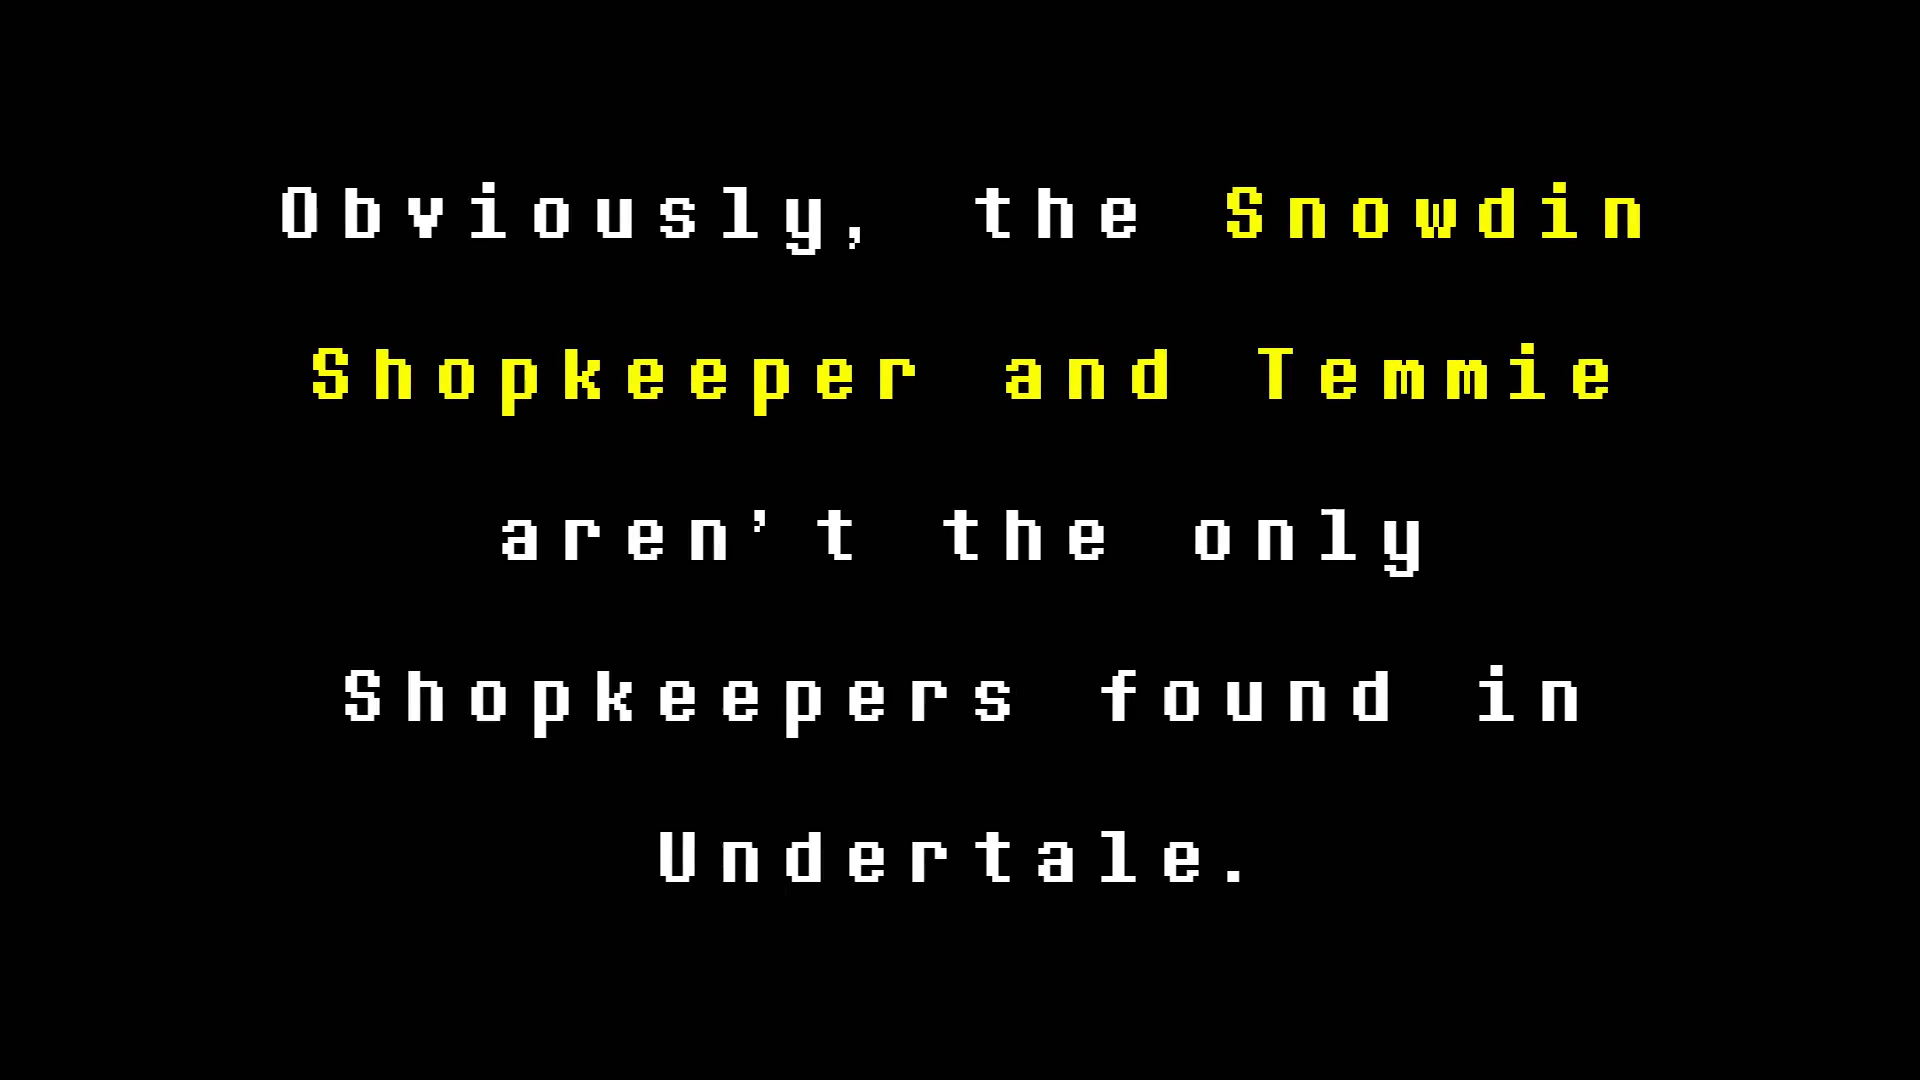 Obviously, the Snowdin
Shopkeeper and Temmie
aren't the only
Shopkeepers found in
Undertale.